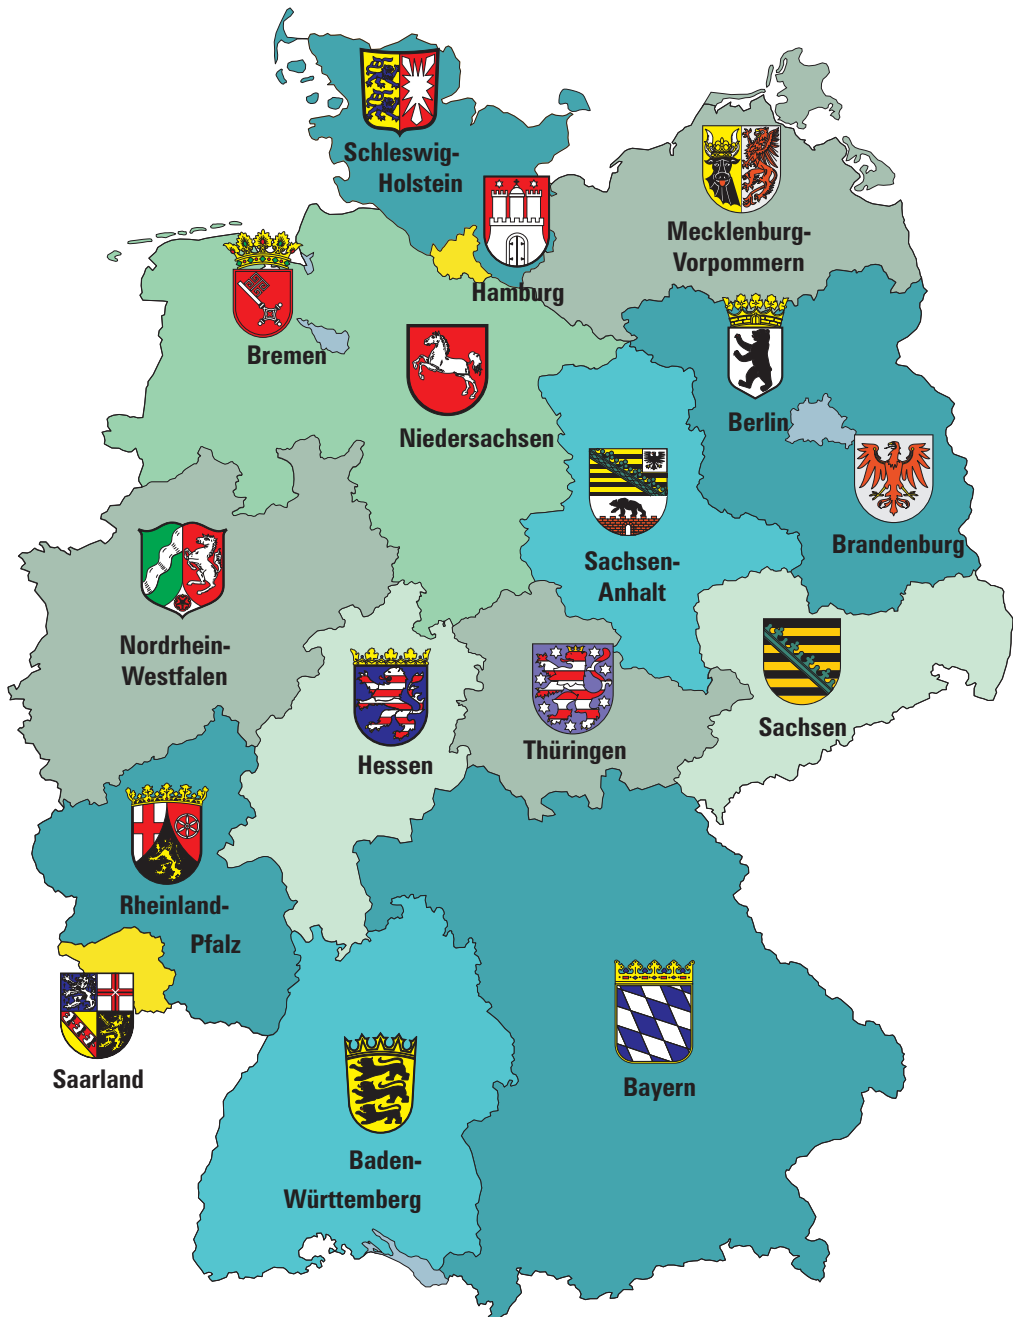 Schleswig-
Holstein
Mecklenburg-
Vorpommern
Hamburg
Bremen
Niedersachsen
Berlin
Brandenburg
Sachsen-
Anhalt
Nordrhein-
Westfalen
Sachsen
Thüringen
Hessen
Rheinland-
Pfalz
Saarland
Bayern
Baden-
Württemberg